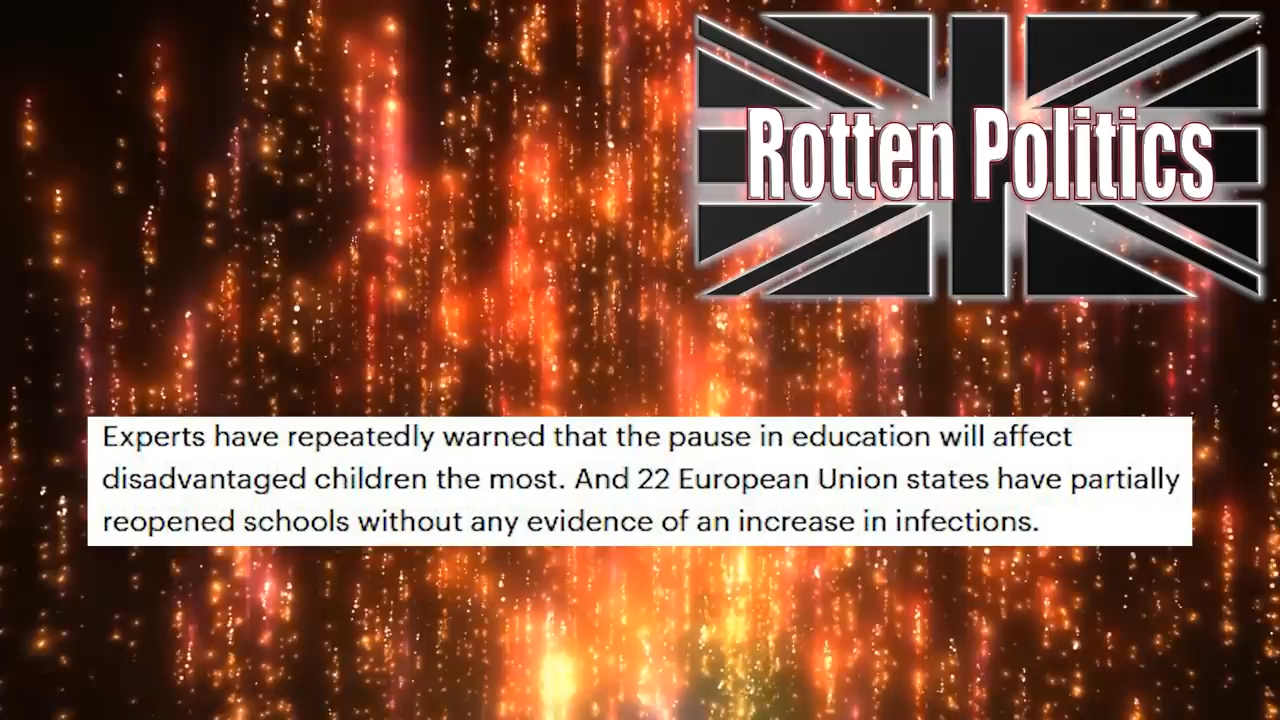 Rotten Politics
Experts have repeatedly warned that the pause in education will affect
disadvantaged children the most. And 22 European Union states have partially
reopened schools without any evidence of an increase in infections.